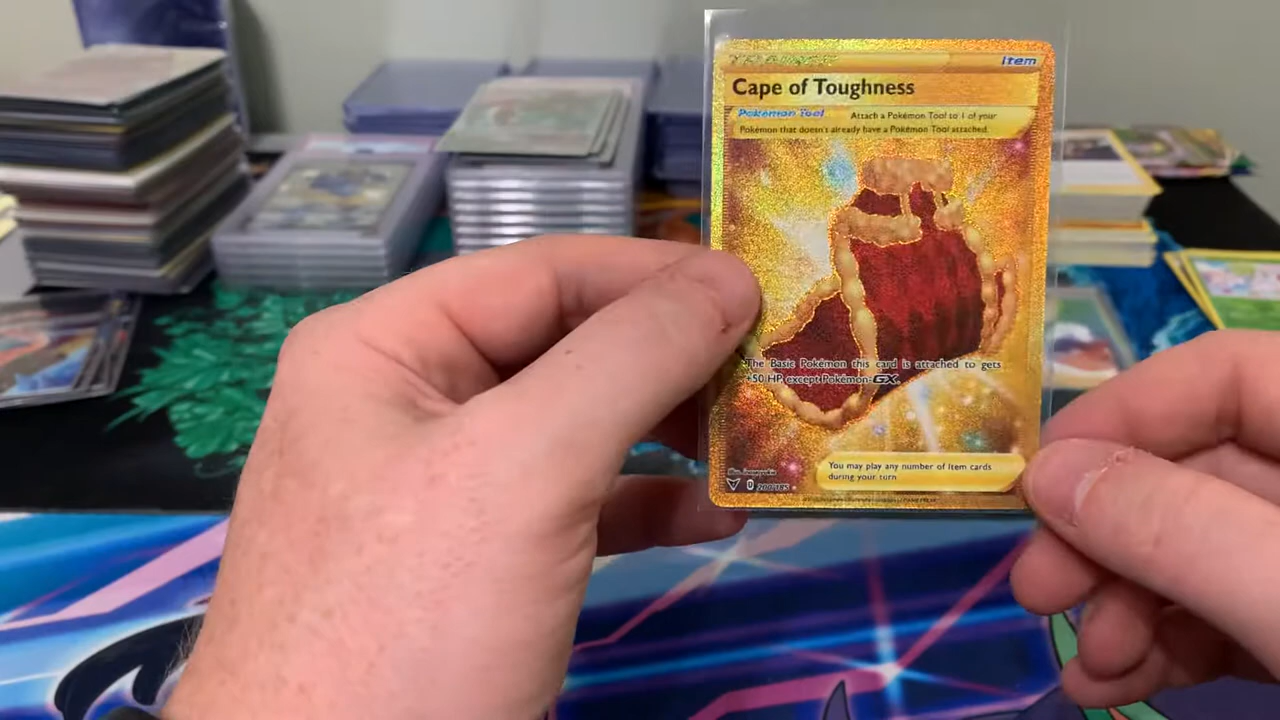 Item
Cape of Toughness
Pokémon Tool Attach a Pokémon Tool to 1 of your
Pokémon that doesn't already have a Pokémon Tool attached.
The Basic Pokémon this card is attached to gets
+50 HP, except Pokémon-GX.
You may play any number of Item cards
during your turn
200/185